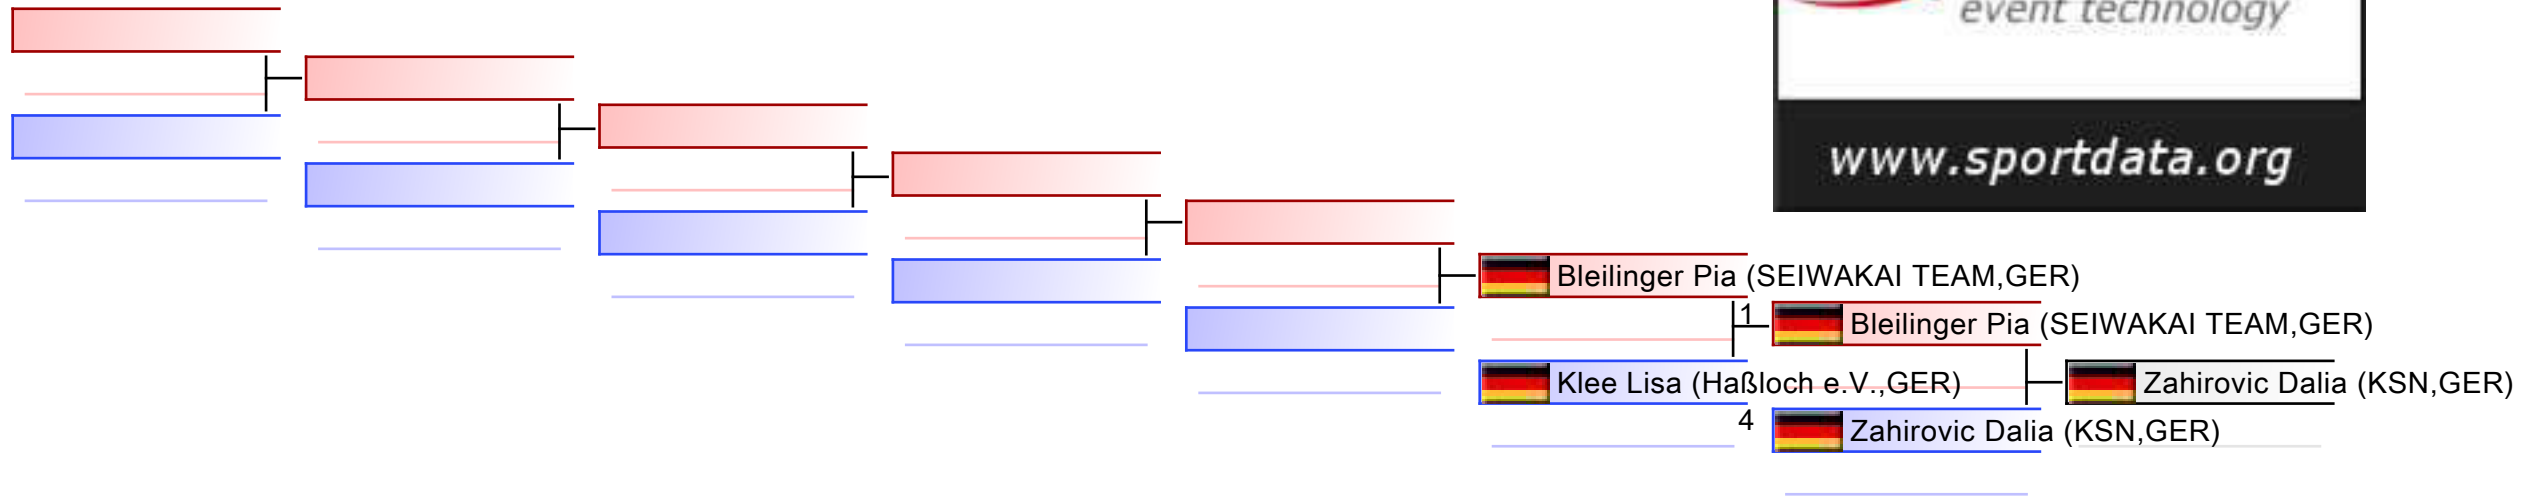 event technology
www.sportdata.org
Bleilinger Pia (SEIWAKAI TEAM,GER)
1
Bleilinger Pia (SEIWAKAI TEAM,GER)
Klee Lisa (Haßloch e.V.,GER)
Zahirovic Dalia (KSN,GER)
4
Zahirovic Dalia (KSN,GER)